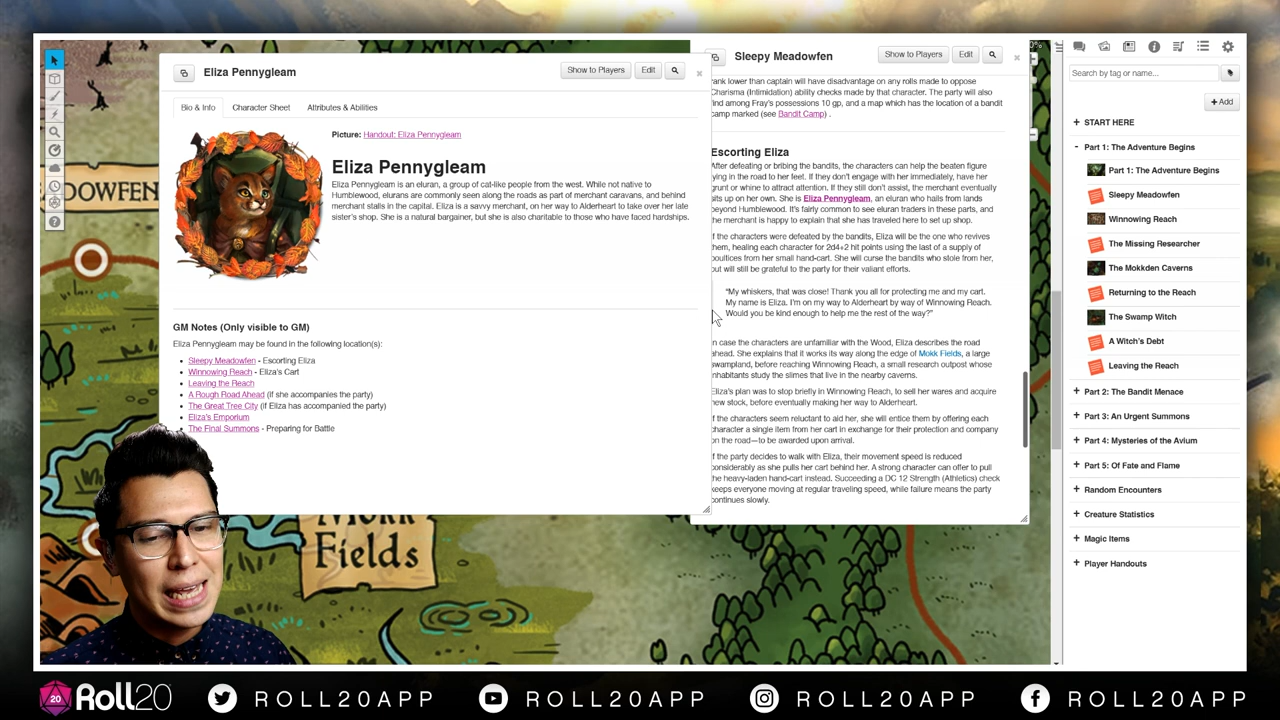 Eliza Pennygleam
Show to Players
Edit
Bio & Info
Character Sheet
Attributes & Abilities
Picture: Handout: Eliza Pennygleam
Eliza Pennygleam
Eliza Pennygleam is an eluran, a group of cat-like people from the west. While not native to
Humblewood, elurans are commonly seen along the roads as part of merchant caravans, and behind
merchant stalls in the capital. Eliza is a savvy merchant, on her way to Alderheart to take over her late
sister's shop. She is a natural bargainer, but she is also charitable to those who have faced hardships.
GM Notes (Only visible to GM)
Eliza Pennygleam may be found in the following location(s):
Sleepy Meadowfen - Escorting Eliza
Winnowing Reach - Eliza's Cart
Leaving the Reach
A Rough Road Ahead (if she accompanies the party)
The Great Tree City (if Eliza has accompanied the party)
Eliza's Emporium
The Final Summons - Preparing for Battle
Sleepy Meadowfen
Show to Players
Edit
rank lower than captain will have disadvantage on any rolls made to oppose
Charisma (Intimidation) ability checks made by that character. The party will also
find among Fray's possessions 10 gp, and a map which has the location of a bandit
camp marked (see Bandit Camp) .
Escorting Eliza
After defeating or bribing the bandits, the characters can help the beaten figure
lying in the road to her feet. If they don't engage with her immediately, have her
grunt or whine to attract attention. If they still don't assist, the merchant eventually
sits up on her own. She is Eliza Pennygleam, an eluran who hails from lands
beyond Humblewood. It's fairly common to see eluran traders in these parts, and
the merchant is happy to explain that she has traveled here to set up shop.
If the characters were defeated by the bandits, Eliza will be the one who revives
them, healing each character for 2d4+2 hit points using the last of a supply of
poultices from her small hand-cart. She will curse the bandits who stole from her,
but will still be grateful to the party for their valiant efforts.
"My whiskers, that was close! Thank you all for protecting me and my cart.
My name is Eliza. I'm on my way to Alderheart by way of Winnowing Reach.
Would you be kind enough to help me the rest of the way?"
In case the characters are unfamiliar with the Wood, Eliza describes the road
ahead. She explains that it works its way along the edge of Mokk Fields, a large
swampland, before reaching Winnowing Reach, a small research outpost whose
inhabitants study the slimes that live in the nearby caverns.
Eliza's plan was to stop briefly in Winnowing Reach, to sell her wares and acquire
new stock, before eventually making her way to Alderheart.
If the characters seem reluctant to aid her, she will entice them by offering each
character a single item from her cart in exchange for their protection and company
on the road—to be awarded upon arrival.
If the party decides to walk with Eliza, their movement speed is reduced
considerably as she pulls her cart behind her. A strong character can offer to pull
the heavy-laden hand-cart instead. Succeeding a DC 12 Strength (Athletics) check
keeps everyone moving at regular traveling speed, while failure means the party
continues slowly.
Search by tag or name...
+ Add
+ START HERE
- Part 1: The Adventure Begins
Part 1: The Adventure Begins
Sleepy Meadowfen
Winnowing Reach
The Missing Researcher
The Mokkden Caverns
Returning to the Reach
The Swamp Witch
A Witch's Debt
Leaving the Reach
+ Part 2: The Bandit Menace
+ Part 3: An Urgent Summons
+ Part 4: Mysteries of the Avium
+ Part 5: Of Fate and Flame
+ Random Encounters
+ Creature Statistics
+ Magic Items
+ Player Handouts
DOWFEN
Mokk
Fields
20
Roll20
ROLL20APP
ROLL20APP
ROLL20APP
ROLL20APP